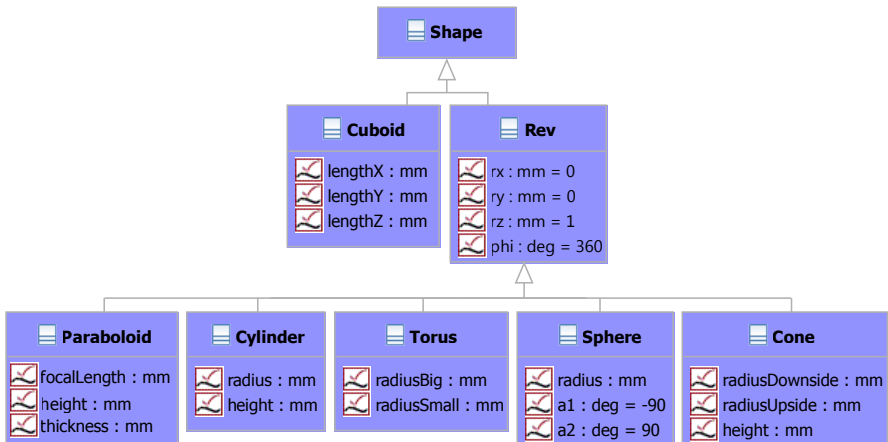 Shape
Cuboid
lengthX : mm
lengthY : mm
lengthZ : mm
Rev
rx : mm = 0
ry : mm = 0
rz : mm = 1
phi : deg = 360
Paraboloid
focalLength : mm
height : mm
thickness : mm
Cylinder
radius : mm
height : mm
Torus
radiusBig : mm
radiusSmall : mm
Sphere
radius : mm
a1 : deg = -90
a2 : deg = 90
Cone
radiusDownside : mm
radiusUpside : mm
height : mm